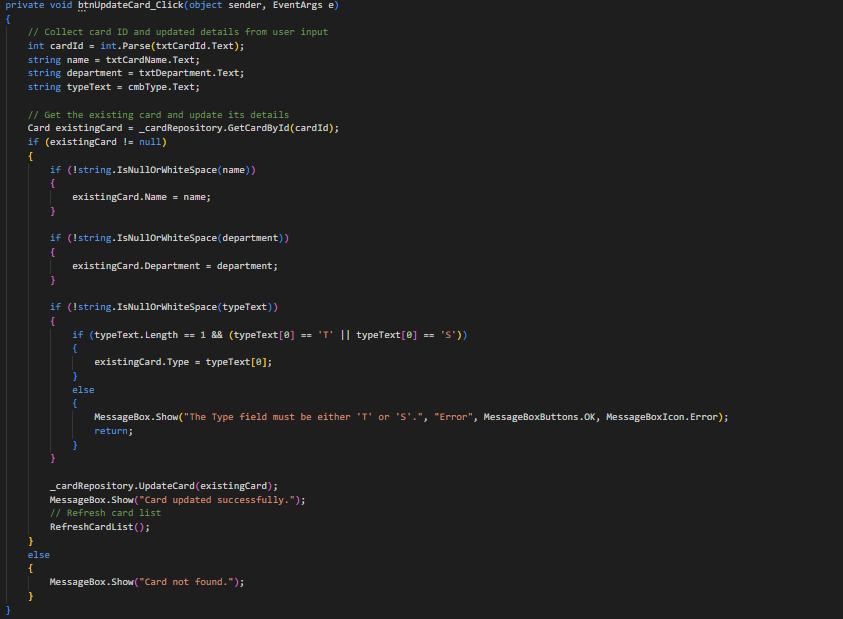 private void btnUpdateCard_Click(object sender, EventArgs e)
{
    // Collect card ID and updated details from user input
    int cardId = int.Parse(txtCardId.Text);
    string name = txtCardName.Text;
    string department = txtDepartment.Text;
    string typeText = cmbType.Text;

    // Get the existing card and update its details
    Card existingCard = _cardRepository.GetCardById(cardId);
    if (existingCard != null)
    {
        if (!string.IsNullOrWhiteSpace(name))
        {
            existingCard.Name = name;
        }

        if (!string.IsNullOrWhiteSpace(department))
        {
            existingCard.Department = department;
        }

        if (!string.IsNullOrWhiteSpace(typeText))
        {
            if (typeText.Length == 1 && (typeText[0] == 'T' || typeText[0] == 'S'))
            {
                existingCard.Type = typeText[0];
            }
            else
            {
                MessageBox.Show("The Type field must be either 'T' or 'S'.", "Error", MessageBoxButtons.OK, MessageBoxIcon.Error);
                return;
            }
        }

        _cardRepository.UpdateCard(existingCard);
        MessageBox.Show("Card updated successfully.");
        // Refresh card list
        RefreshCardList();
    }
    else
    {
        MessageBox.Show("Card not found.");
    }
}